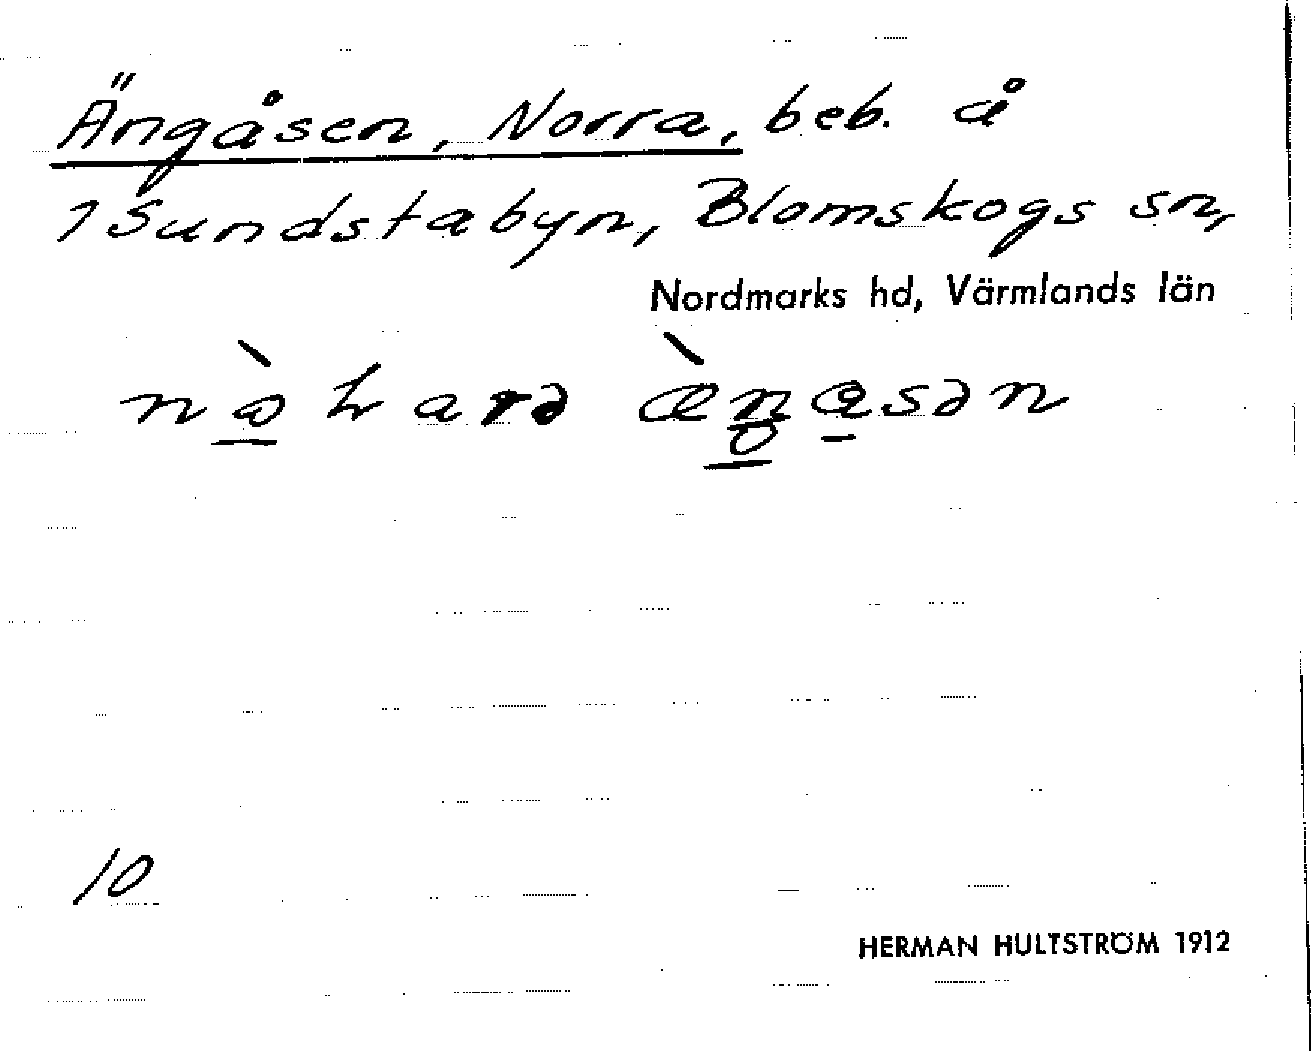 Ängåsen, Norra, beb. å
1 Sundstabyn, Blomskogs sn,
Nordmarks hd, Värmlands län
10
HERMAN HULTSTRÖM 1912